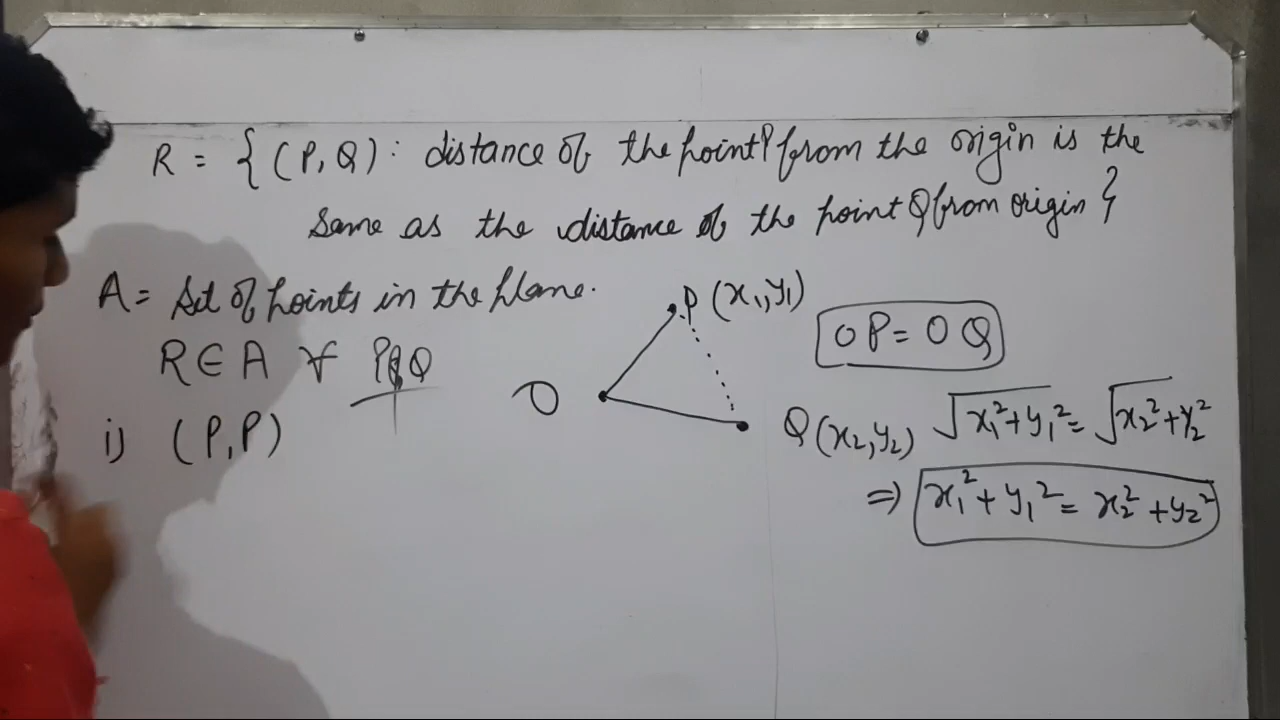 R = {(P, Q) : distance of the point P from the origin is the
same as the distance of the point Q from origin}
A = Set of points in the plane.
R ∈ A ∀ P Q
i) (P, P)
O
P (x₁, y₁)
Q (x₂, y₂)
OP = OQ
√x₁² + y₁² = √x₂² + y₂²
⇒ x₁² + y₁² = x₂² + y₂²